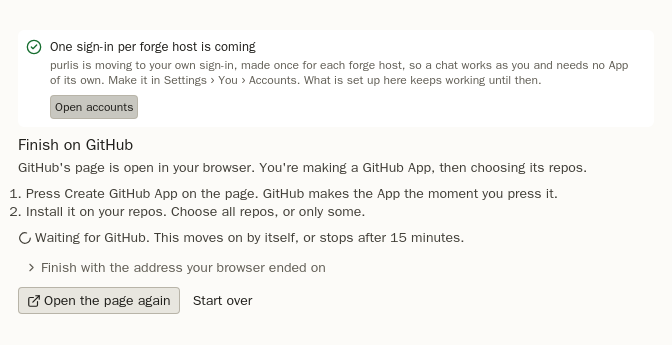 One sign-in per forge host is coming
purlis is moving to your own sign-in, made once for each forge host, so a chat works as you and needs no App
of its own. Make it in Settings › You › Accounts. What is set up here keeps working until then.
Open accounts
Finish on GitHub
GitHub's page is open in your browser. You're making a GitHub App, then choosing its repos.
1. Press Create GitHub App on the page. GitHub makes the App the moment you press it.
2. Install it on your repos. Choose all repos, or only some.
Waiting for GitHub. This moves on by itself, or stops after 15 minutes.
Finish with the address your browser ended on
Open the page again Start over